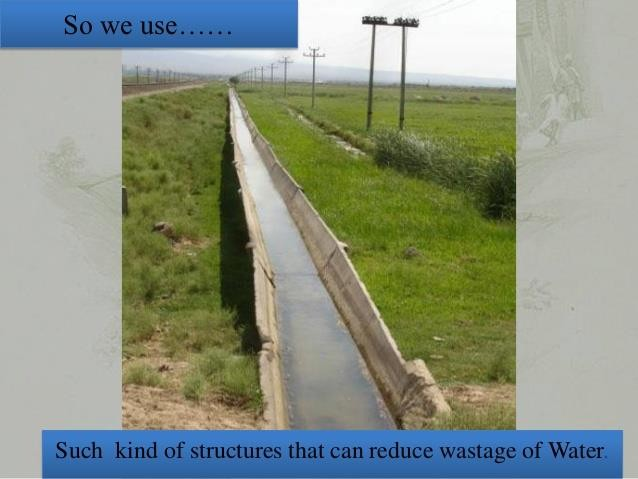 So we use……
Such kind of structures that can reduce wastage of Water.